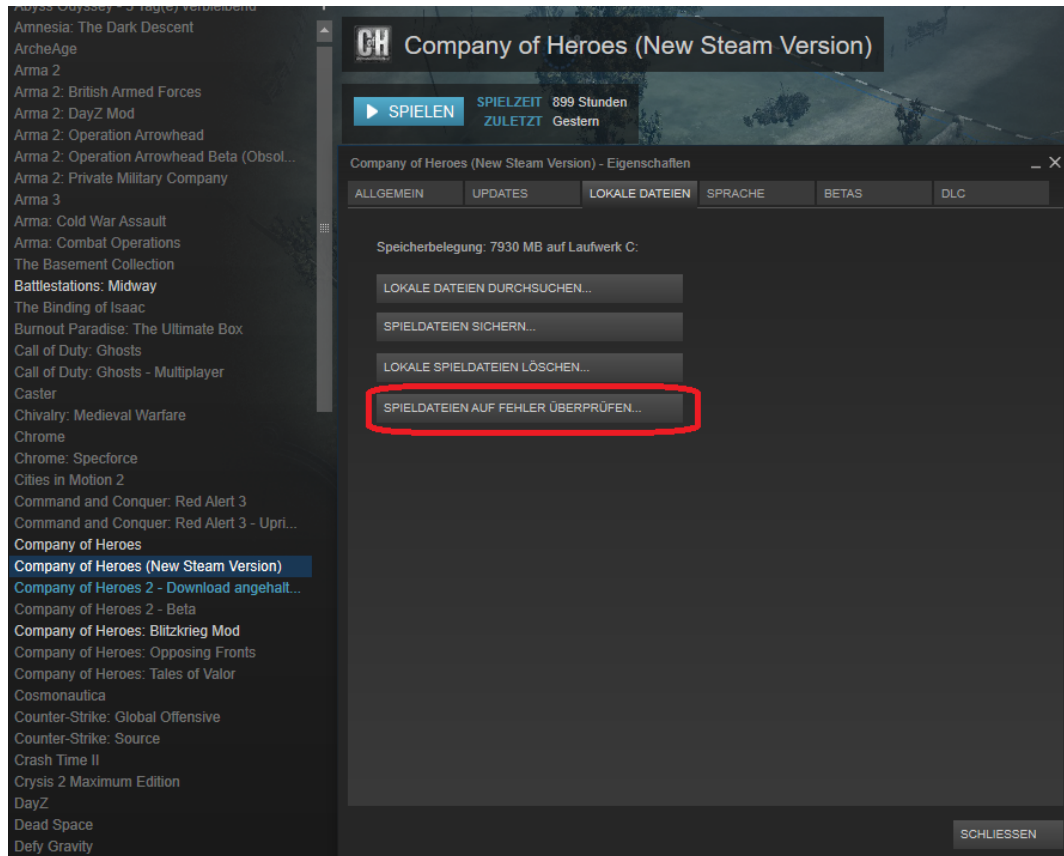 Abyss Odyssey - 3 Tag(e) verbleibend
Amnesia: The Dark Descent
ArcheAge
Arma 2
Arma 2: British Armed Forces
Arma 2: DayZ Mod
Arma 2: Operation Arrowhead
Arma 2: Operation Arrowhead Beta (Obsol...
Arma 2: Private Military Company
Arma 3
Arma: Cold War Assault
Arma: Combat Operations
The Basement Collection
Battlestations: Midway
The Binding of Isaac
Burnout Paradise: The Ultimate Box
Call of Duty: Ghosts
Call of Duty: Ghosts - Multiplayer
Caster
Chivalry: Medieval Warfare
Chrome
Chrome: Specforce
Cities in Motion 2
Command and Conquer: Red Alert 3
Command and Conquer: Red Alert 3 - Upri...
Company of Heroes
Company of Heroes (New Steam Version)
Company of Heroes 2 - Download angehalt...
Company of Heroes 2 - Beta
Company of Heroes: Blitzkrieg Mod
Company of Heroes: Opposing Fronts
Company of Heroes: Tales of Valor
Cosmonautica
Counter-Strike: Global Offensive
Counter-Strike: Source
Crash Time II
Crysis 2 Maximum Edition
DayZ
Dead Space
Defy Gravity
CofH
Company of Heroes (New Steam Version)
SPIELEN
SPIELZEIT 899 Stunden
ZULETZT Gestern
Company of Heroes (New Steam Version) - Eigenschaften
ALLGEMEIN UPDATES LOKALE DATEIEN SPRACHE BETAS DLC
Speicherbelegung: 7930 MB auf Laufwerk C:
LOKALE DATEIEN DURCHSUCHEN...
SPIELDATEIEN SICHERN...
LOKALE SPIELDATEIEN LÖSCHEN...
SPIELDATEIEN AUF FEHLER ÜBERPRÜFEN...
SCHLIESSEN